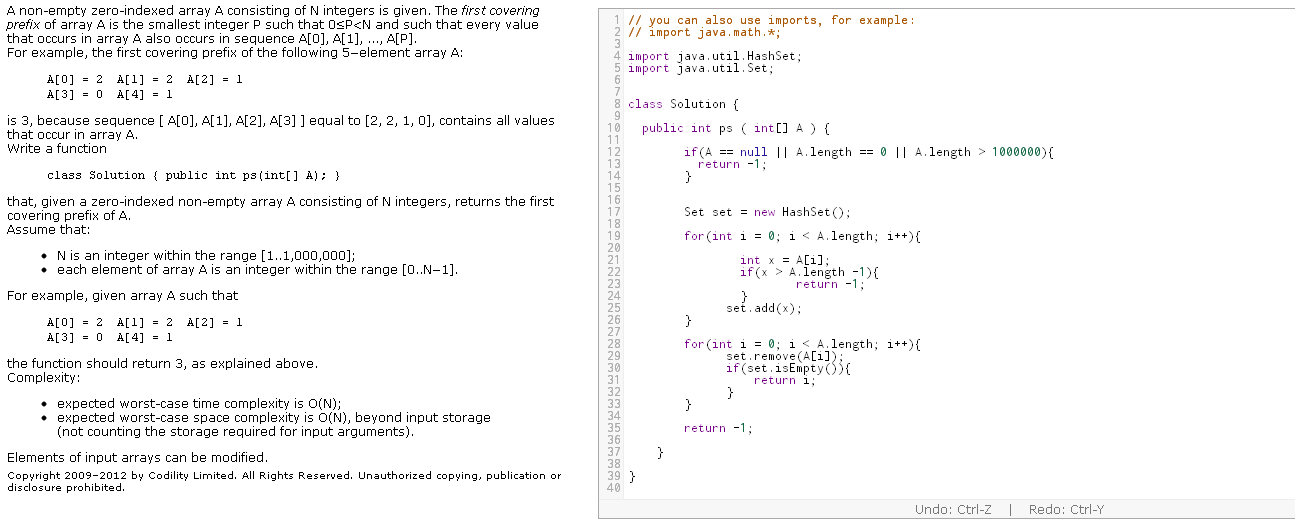 A non-empty zero-indexed array A consisting of N integers is given. The first covering
prefix of array A is the smallest integer P such that 0≤P<N and such that every value
that occurs in array A also occurs in sequence A[0], A[1], ..., A[P].
For example, the first covering prefix of the following 5−element array A:
A[0] = 2 A[1] = 2 A[2] = 1
A[3] = 0 A[4] = 1
is 3, because sequence [ A[0], A[1], A[2], A[3] ] equal to [2, 2, 1, 0], contains all values
that occur in array A.
Write a function
class Solution { public int ps(int[] A); }
that, given a zero-indexed non-empty array A consisting of N integers, returns the first
covering prefix of A.
Assume that:
• N is an integer within the range [1..1,000,000];
• each element of array A is an integer within the range [0..N−1].
For example, given array A such that
A[0] = 2 A[1] = 2 A[2] = 1
A[3] = 0 A[4] = 1
the function should return 3, as explained above.
Complexity:
• expected worst-case time complexity is O(N);
• expected worst-case space complexity is O(N), beyond input storage
(not counting the storage required for input arguments).
Elements of input arrays can be modified.
Copyright 2009–2012 by Codility Limited. All Rights Reserved. Unauthorized copying, publication or
disclosure prohibited.
1 // you can also use imports, for example:
2 // import java.math.*;
3
4 import java.util.HashSet;
5 import java.util.Set;
6
7
8 class Solution {
9
10 public int ps ( int[] A ) {
11
12 if(A == null || A.length == 0 || A.length > 1000000){
13 return -1;
14 }
15
16
17 Set set = new HashSet();
18
19 for(int i = 0; i < A.length; i++){
20
21 int x = A[i];
22 if(x > A.length -1){
23 return -1;
24 }
25 set.add(x);
26 }
27
28 for(int i = 0; i < A.length; i++){
29 set.remove(A[i]);
30 if(set.isEmpty()){
31 return i;
32 }
33 }
34
35 return -1;
36
37 }
38
39 }
40
Undo: Ctrl-Z | Redo: Ctrl-Y